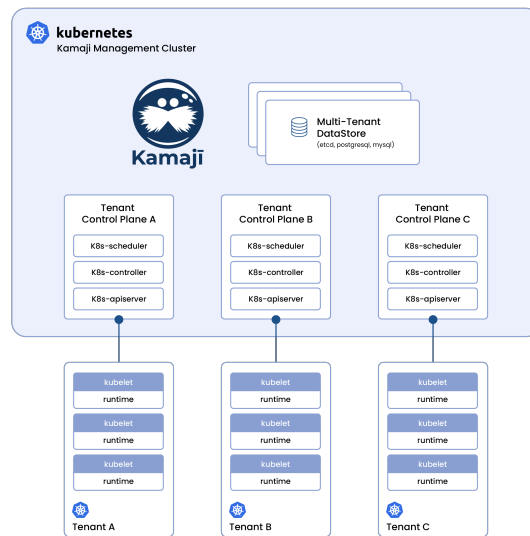 kubernetes
Kamaji Management Cluster
Kamajī
Multi-Tenant
DataStore
(etcd, postgresql, mysql)
Tenant
Control Plane A
K8s-scheduler
K8s-controller
K8s-apiserver
Tenant
Control Plane B
K8s-scheduler
K8s-controller
K8s-apiserver
Tenant
Control Plane C
K8s-scheduler
K8s-controller
K8s-apiserver
kubelet
runtime
kubelet
runtime
kubelet
runtime
Tenant A
kubelet
runtime
kubelet
runtime
kubelet
runtime
Tenant B
kubelet
runtime
kubelet
runtime
kubelet
runtime
Tenant C